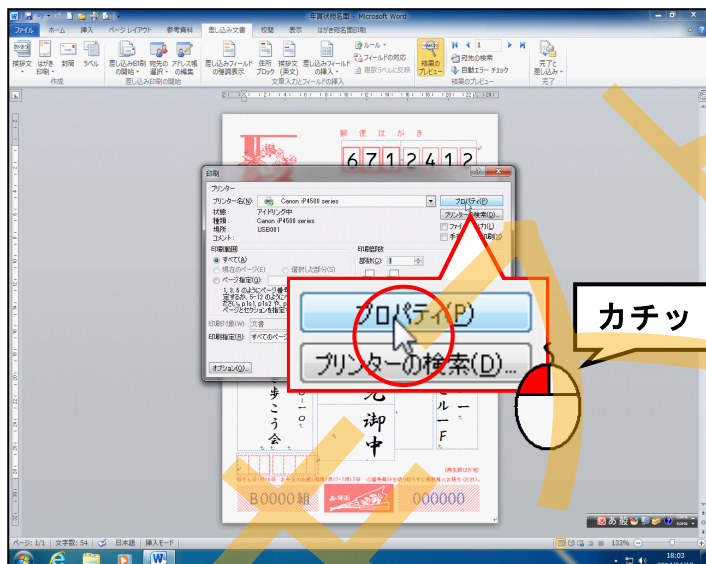 年賀状宛名面 - Microsoft Word
ファイル ホーム 挿入 ページ レイアウト 参考資料 差し込み文書 校閲 表示 はがき宛名面印刷
挨拶文 はがき印刷 封筒 ラベル 差し込み印刷の開始 宛先の選択 アドレス帳の編集 差し込みフィールドの強調表示 住所ブロック 挨拶文(英文) 差し込みフィールドの挿入 ルール フィールドの対応 複数ラベルに反映 結果のプレビュー 1 宛先の検索 自動エラー チェック 完了と差し込み
作成 差し込み印刷の開始 文章入力とフィールドの挿入 結果のプレビュー 完了
郵便はがき
6712412
印刷
プリンター
プリンター名(N): Canon iP4500 series プロパティ(P)
状態: アイドリング中 プリンターの検索(D)...
種類: Canon iP4500 series
場所: USB001
コメント:
印刷範囲 印刷部数
すべて(A) 部数(C): 1
現在のページ(E) 選択した部分(S)
ページ指定(G):
印刷対象(W): 文書
印刷指定(R): すべてのページ
オプション(O)...
プロパティ(P)
プリンターの検索(D)...
カチッ
歩こう会
御中
ルーF
B0000組 お年玉 000000
ページ: 1/1 文字数: 54 日本語 挿入モード 133%
あ 般
18:03